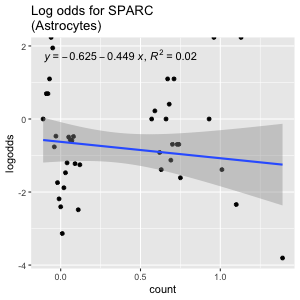 Log odds for SPARC
(Astrocytes)
y = −0.625 − 0.449 x, R² = 0.02
2
0
-2
-4
logodds
0.0 0.5 1.0
count